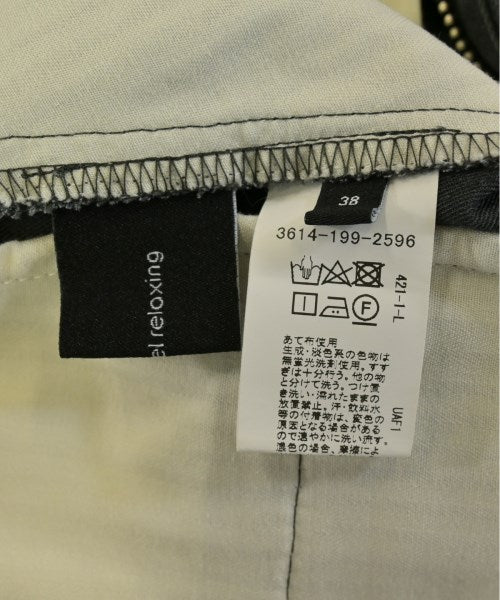 38
3614-199-2596
F
421-1-L
あて布使用
生成・淡色系の色物は
無蛍光洗剤使用。すす
ぎは十分行う。他の物
と分けて洗う。つけ置
き洗い・濡れたままの
放置禁止。汗・飲み水
等の付着物は、変色の
原因となる場合がある
ので速やかに洗い流す。
濃色の場合、摩擦によ
UAF1
el relaxing